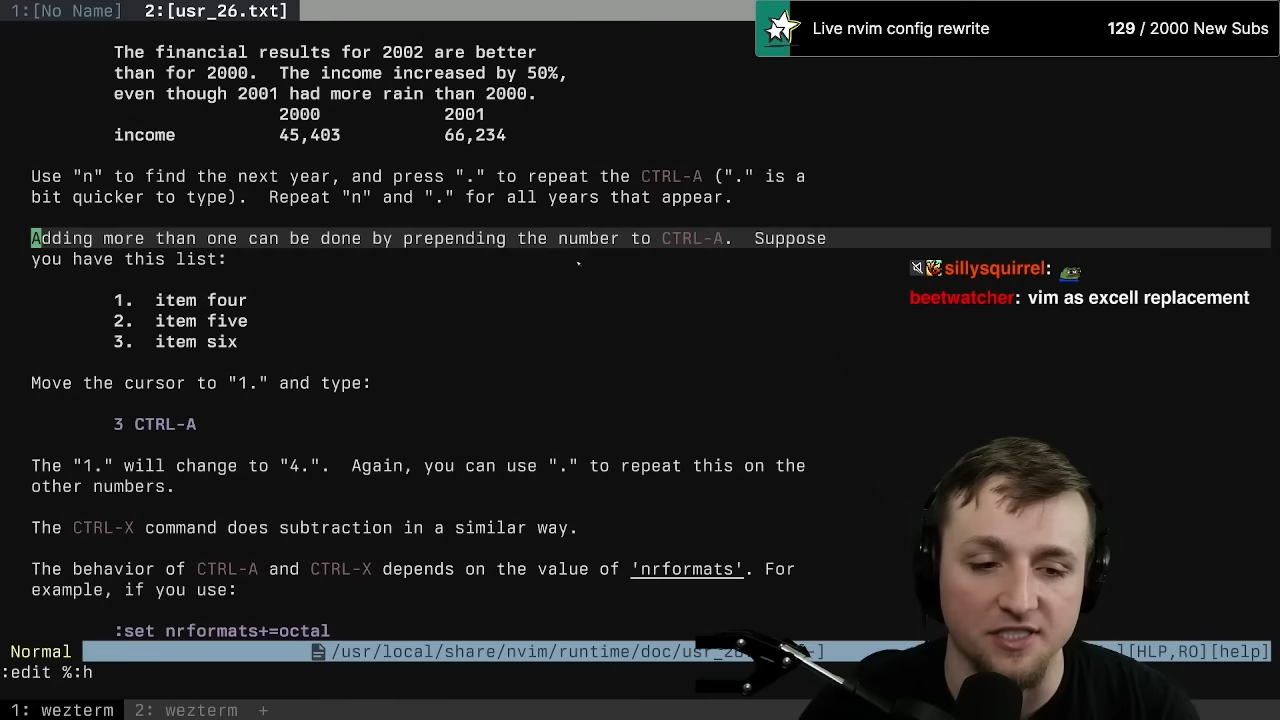 1:[No Name] 2:[usr_26.txt]
Live nvim config rewrite 129 / 2000 New Subs
The financial results for 2002 are better
than for 2000.  The income increased by 50%,
even though 2001 had more rain than 2000.
2000 2001
income 45,403 66,234
Use "n" to find the next year, and press "." to repeat the CTRL-A ("." is a
bit quicker to type).  Repeat "n" and "." for all years that appear.
Adding more than one can be done by prepending the number to CTRL-A.  Suppose
you have this list:
sillysquirrel:
beetwatcher: vim as excell replacement
1.  item four
2.  item five
3.  item six
Move the cursor to "1." and type:
3 CTRL-A
The "1." will change to "4.".  Again, you can use "." to repeat this on the
other numbers.
The CTRL-X command does subtraction in a similar way.
The behavior of CTRL-A and CTRL-X depends on the value of 'nrformats'. For
example, if you use:
:set nrformats+=octal
Normal /usr/local/share/nvim/runtime/doc/usr_26 ][HLP,RO][help]
:edit %:h
1: wezterm 2: wezterm +